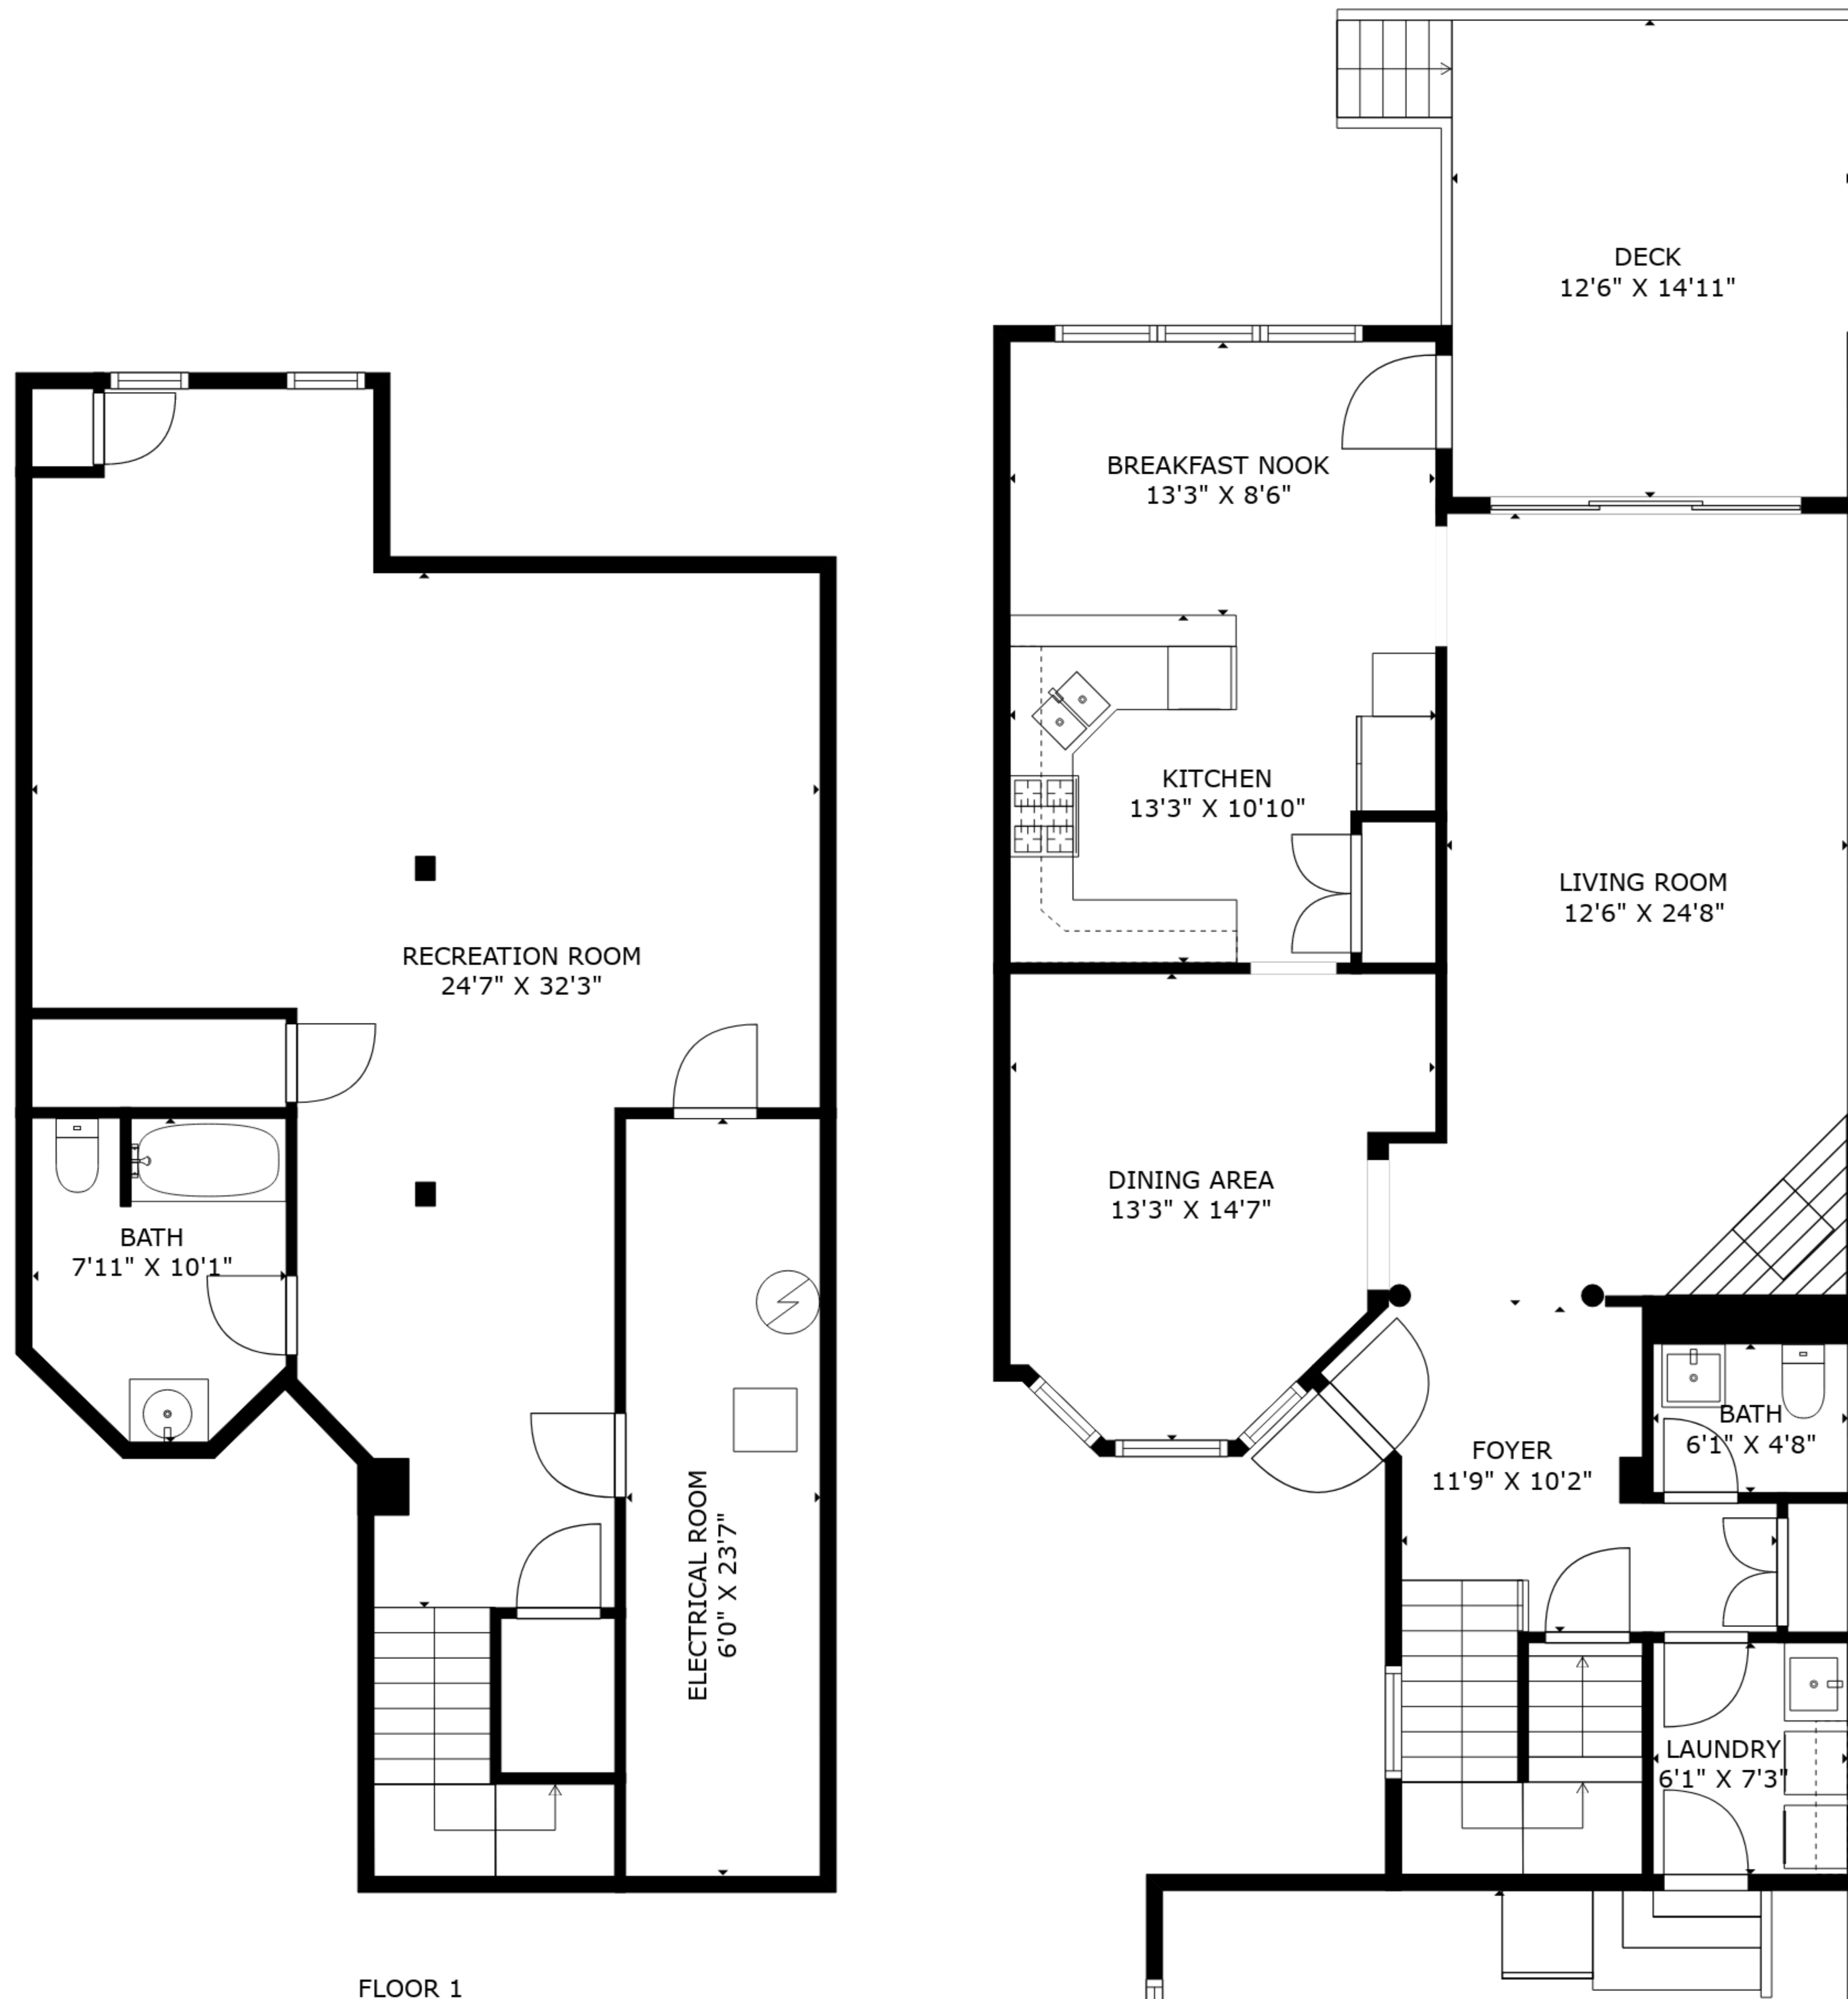 RECREATION ROOM
24'7" X 32'3"
BATH
7'11" X 10'1"
ELECTRICAL ROOM
6'0" X 23'7"
FLOOR 1
DECK
12'6" X 14'11"
BREAKFAST NOOK
13'3" X 8'6"
KITCHEN
13'3" X 10'10"
LIVING ROOM
12'6" X 24'8"
DINING AREA
13'3" X 14'7"
BATH
6'1" X 4'8"
FOYER
11'9" X 10'2"
LAUNDRY
6'1" X 7'3"